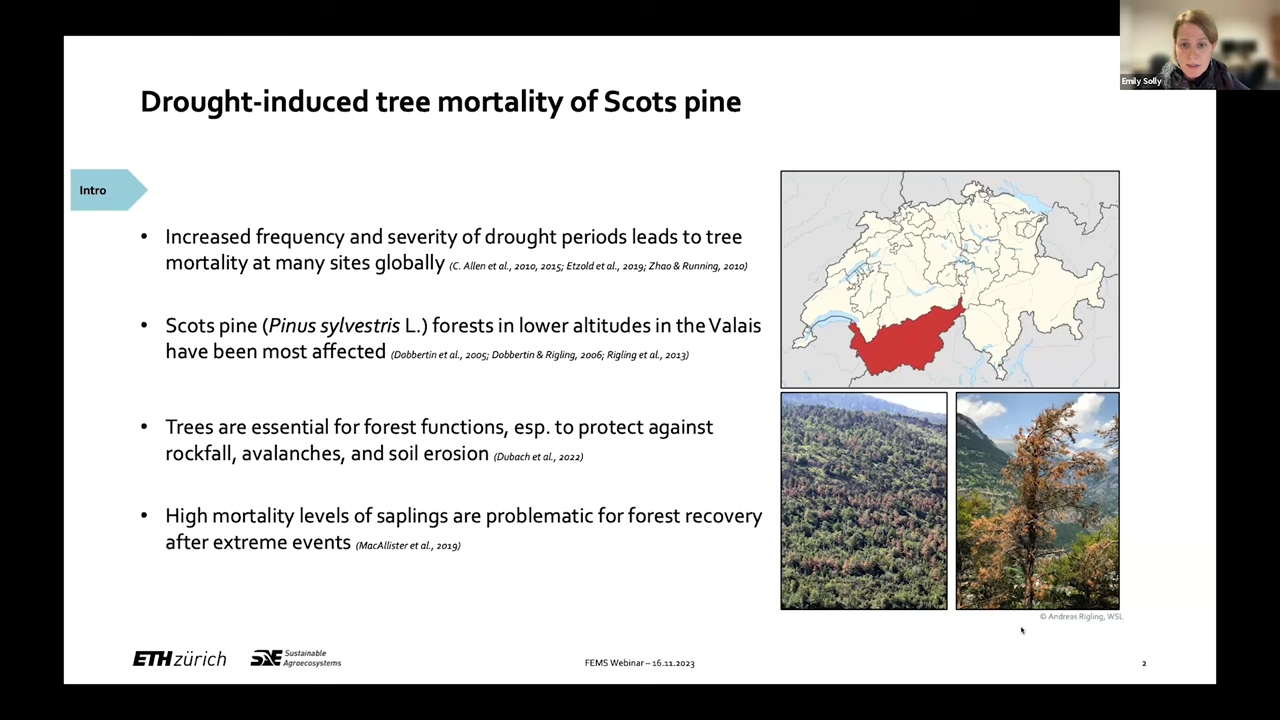 Emily Solly
Drought-induced tree mortality of Scots pine
Intro
• Increased frequency and severity of drought periods leads to tree
mortality at many sites globally (C. Allen et al., 2010, 2015; Etzold et al., 2019; Zhao & Running, 2010)
• Scots pine (Pinus sylvestris L.) forests in lower altitudes in the Valais
have been most affected (Dobbertin et al., 2005; Dobbertin & Rigling, 2006; Rigling et al., 2013)
• Trees are essential for forest functions, esp. to protect against
rockfall, avalanches, and soil erosion (Dubach et al., 2022)
• High mortality levels of saplings are problematic for forest recovery
after extreme events (MacAllister et al., 2019)
© Andreas Rigling, WSL
ETH zürich
SAE Sustainable
Agroecosystems
FEMS Webinar – 16.11.2023
2